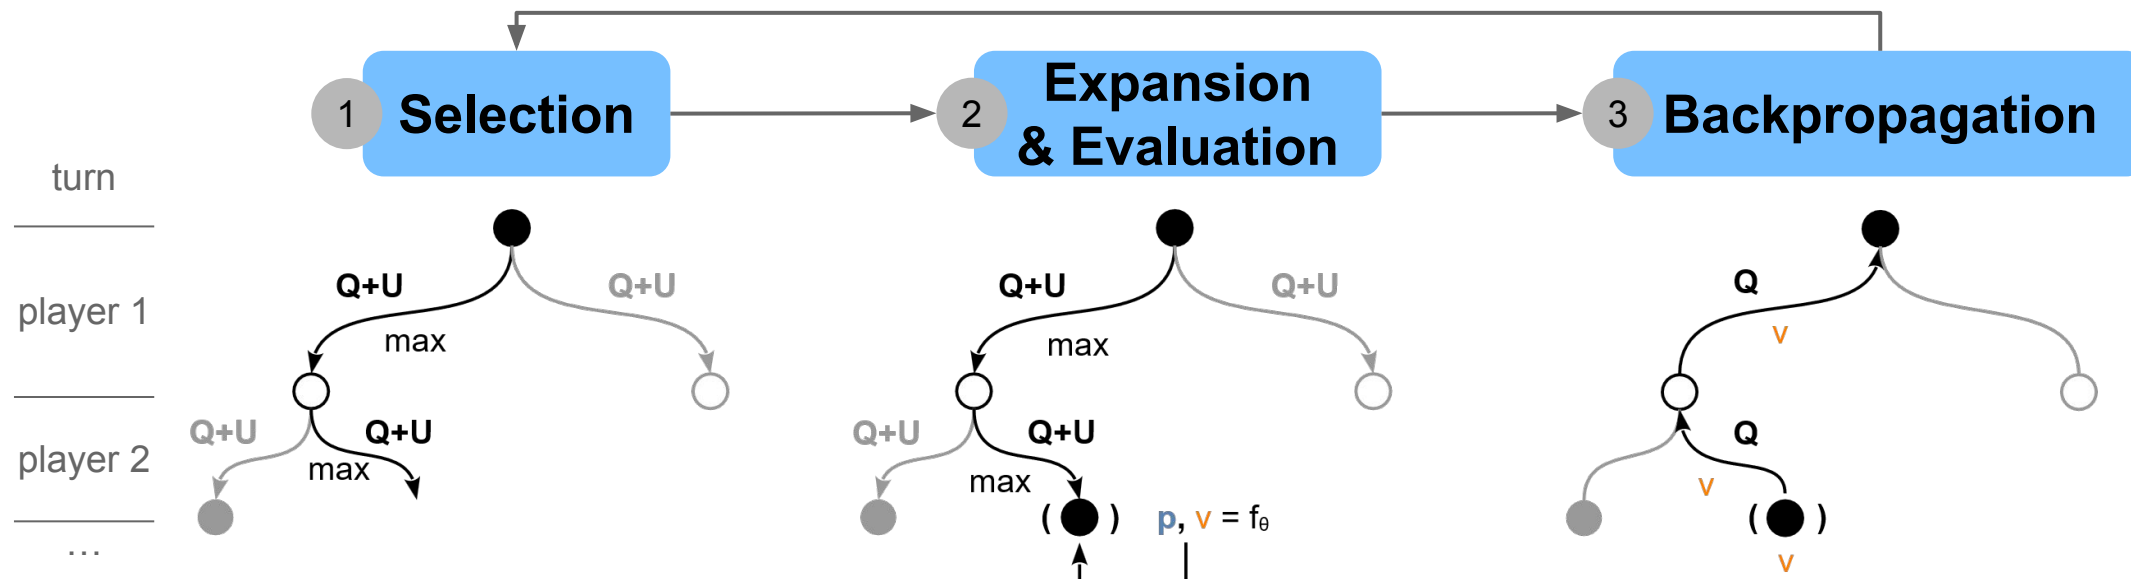 1
Selection
2
Expansion
& Evaluation
3
Backpropagation
turn
player 1
player 2
...
Q+U
Q+U
max
Q+U
Q+U
max
Q+U
Q+U
max
Q+U
Q+U
max
( )
p, v = fθ
Q
v
Q
v
( )
v